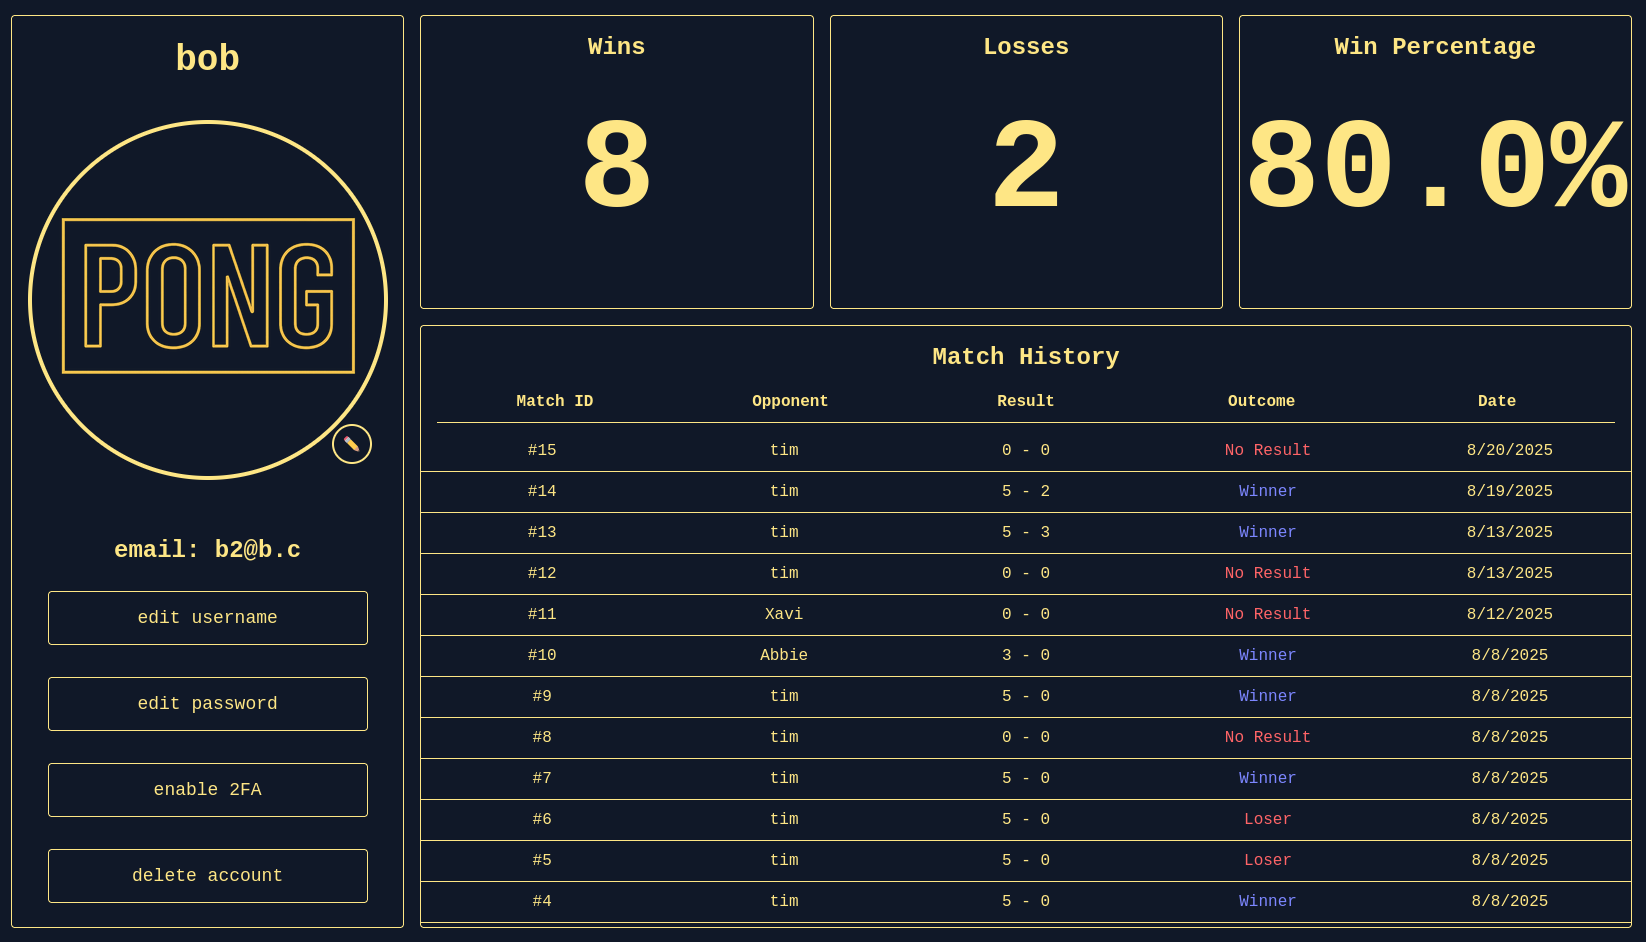 bob
PONG
email: b2@b.c
edit username
edit password
enable 2FA
delete account
Wins
8
Losses
2
Win Percentage
80.0%
Match History
Match ID Opponent Result Outcome Date
#15 tim 0 - 0 No Result 8/20/2025
#14 tim 5 - 2 Winner 8/19/2025
#13 tim 5 - 3 Winner 8/13/2025
#12 tim 0 - 0 No Result 8/13/2025
#11 Xavi 0 - 0 No Result 8/12/2025
#10 Abbie 3 - 0 Winner 8/8/2025
#9 tim 5 - 0 Winner 8/8/2025
#8 tim 0 - 0 No Result 8/8/2025
#7 tim 5 - 0 Winner 8/8/2025
#6 tim 5 - 0 Loser 8/8/2025
#5 tim 5 - 0 Loser 8/8/2025
#4 tim 5 - 0 Winner 8/8/2025